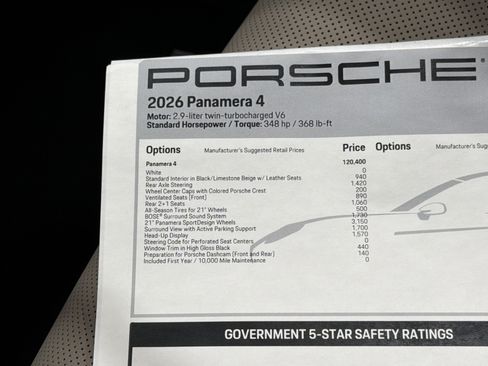 PORSCHE
2026 Panamera 4
Motor: 2.9-liter twin-turbocharged V6
Standard Horsepower / Torque: 348 hp / 368 lb-ft
Options Manufacturer's Suggested Retail Prices Price Options Manufacturer's Sugg
Panamera 4 120,400
White 0
Standard Interior in Black/Limestone Beige w/ Leather Seats 940
Rear Axle Steering 1,420
Wheel Center Caps with Colored Porsche Crest 200
Ventilated Seats (Front) 890
Rear 2+1 Seats 1,060
All-Season Tires for 21" Wheels 500
BOSE® Surround Sound System 1,730
21" Panamera SportDesign Wheels 3,150
Surround View with Active Parking Support 1,700
Head-Up Display 1,570
Steering Code for Perforated Seat Centers 0
Window Trim in High Gloss Black 440
Preparation for Porsche Dashcam (Front and Rear) 140
Included First Year / 10,000 Mile Maintenance 0
GOVERNMENT 5-STAR SAFETY RATINGS